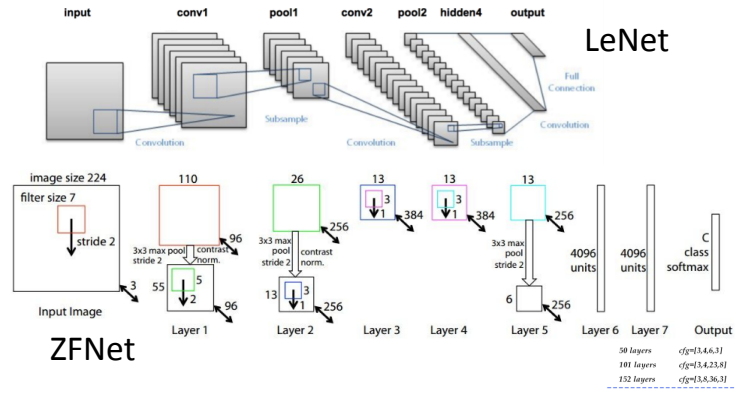 input conv1 pool1 conv2 pool2 hidden4 output
LeNet
Full
Connection
Subsample
Convolution
Convolution
Convolution
Subsample
image size 224
filter size 7
stride 2
3
Input Image
110
96
3x3 max pool
stride 2
contrast
norm.
55
5
2
96
Layer 1
26
256
3x3 max
pool
stride 2
contrast
norm.
13
3
1
256
Layer 2
13
3
1
384
Layer 3
13
3
1
384
Layer 4
13
256
3x3 max
pool
stride 2
6
256
Layer 5
4096
units
Layer 6
4096
units
Layer 7
C
class
softmax
Output
ZFNet
50 layers cfg=[3,4,6,3]
101 layers cfg=[3,4,23,8]
152 layers cfg=[3,8,36,3]